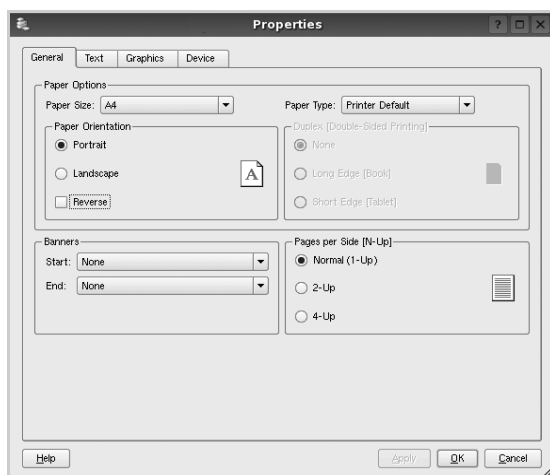 Properties
General Text Graphics Device
Paper Options
Paper Size: A4 Paper Type: Printer Default
Paper Orientation
Portrait
Landscape
A
Reverse
Duplex [Double-Sided Printing]
None
Long Edge [Book]
Short Edge [Tablet]
Banners
Start: None
End: None
Pages per Side [N-Up]
Normal (1-Up)
2-Up
4-Up
Help Apply OK Cancel